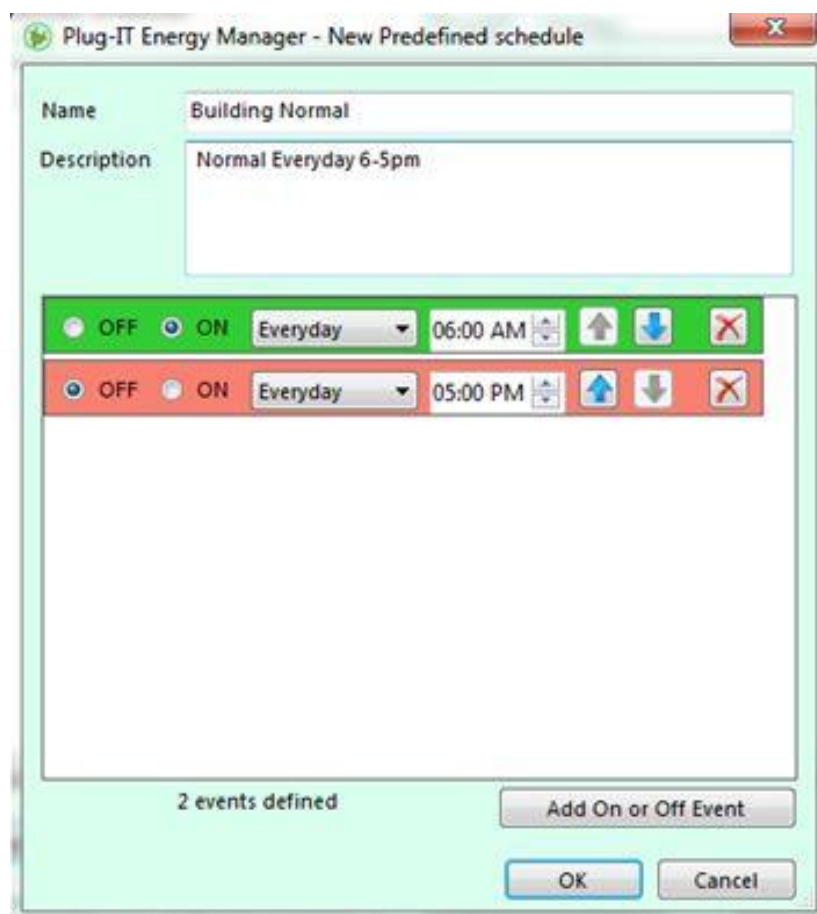 Plug-IT Energy Manager - New Predefined schedule
Name Building Normal
Description Normal Everyday 6-5pm
OFF ON Everyday 06:00 AM
OFF ON Everyday 05:00 PM
2 events defined Add On or Off Event
OK Cancel